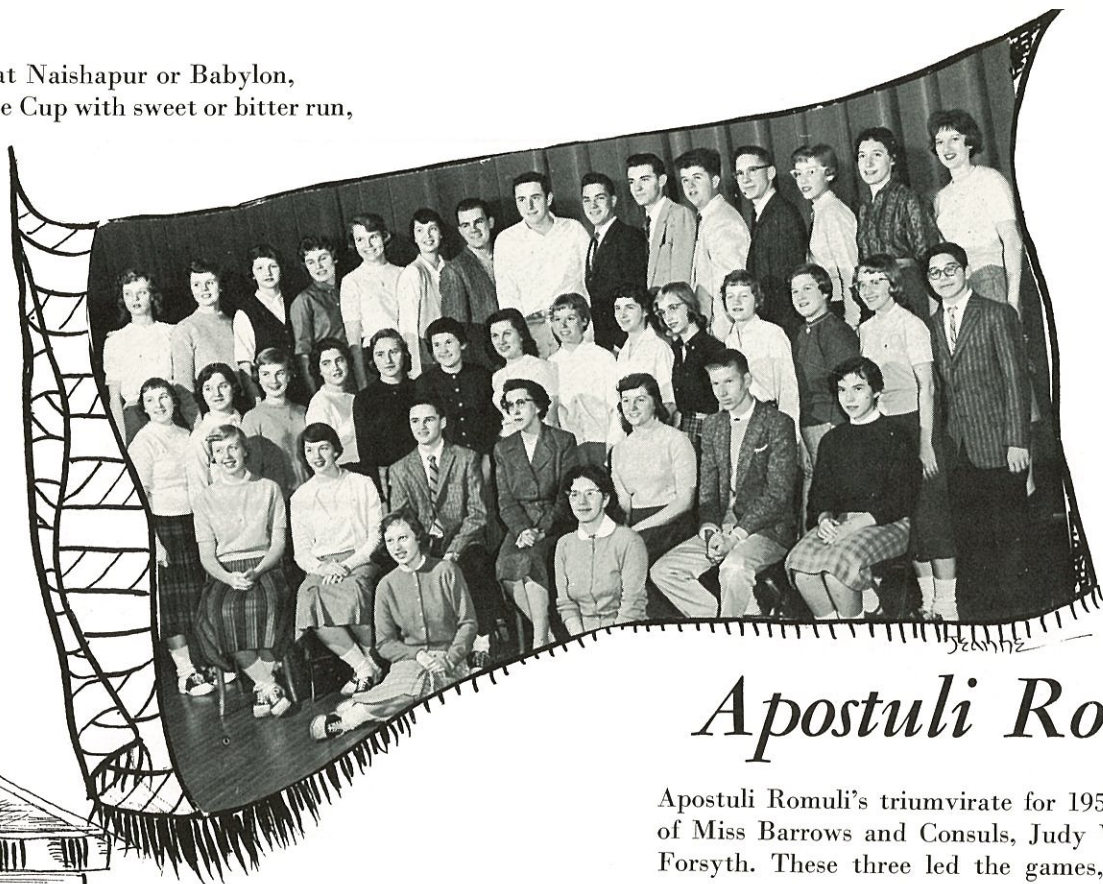 at Naishapur or Babylon,
e Cup with sweet or bitter run,
JEANNE
Apostuli Ro
Apostuli Romuli's triumvirate for 195
of Miss Barrows and Consuls, Judy
Forsyth. These three led the games,